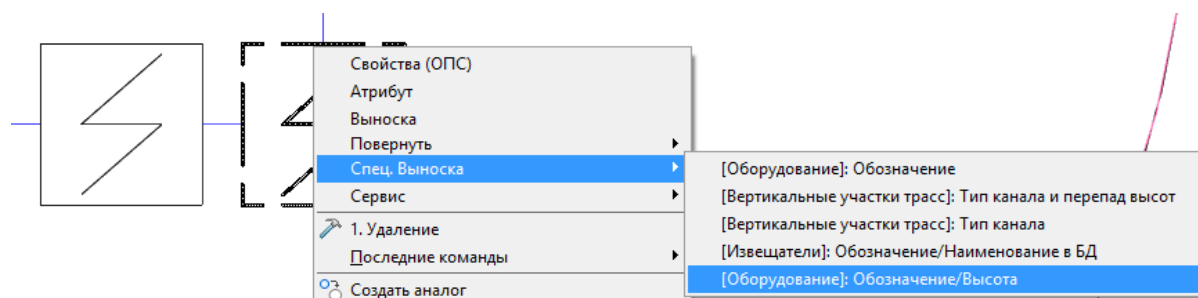 Свойства (ОПС)
Атрибут
Выноска
Повернуть
Спец. Выноска
Сервис
1. Удаление
Последние команды
Создать аналог
[Оборудование]: Обозначение
[Вертикальные участки трасс]: Тип канала и перепад высот
[Вертикальные участки трасс]: Тип канала
[Извещатели]: Обозначение/Наименование в БД
[Оборудование]: Обозначение/Высота